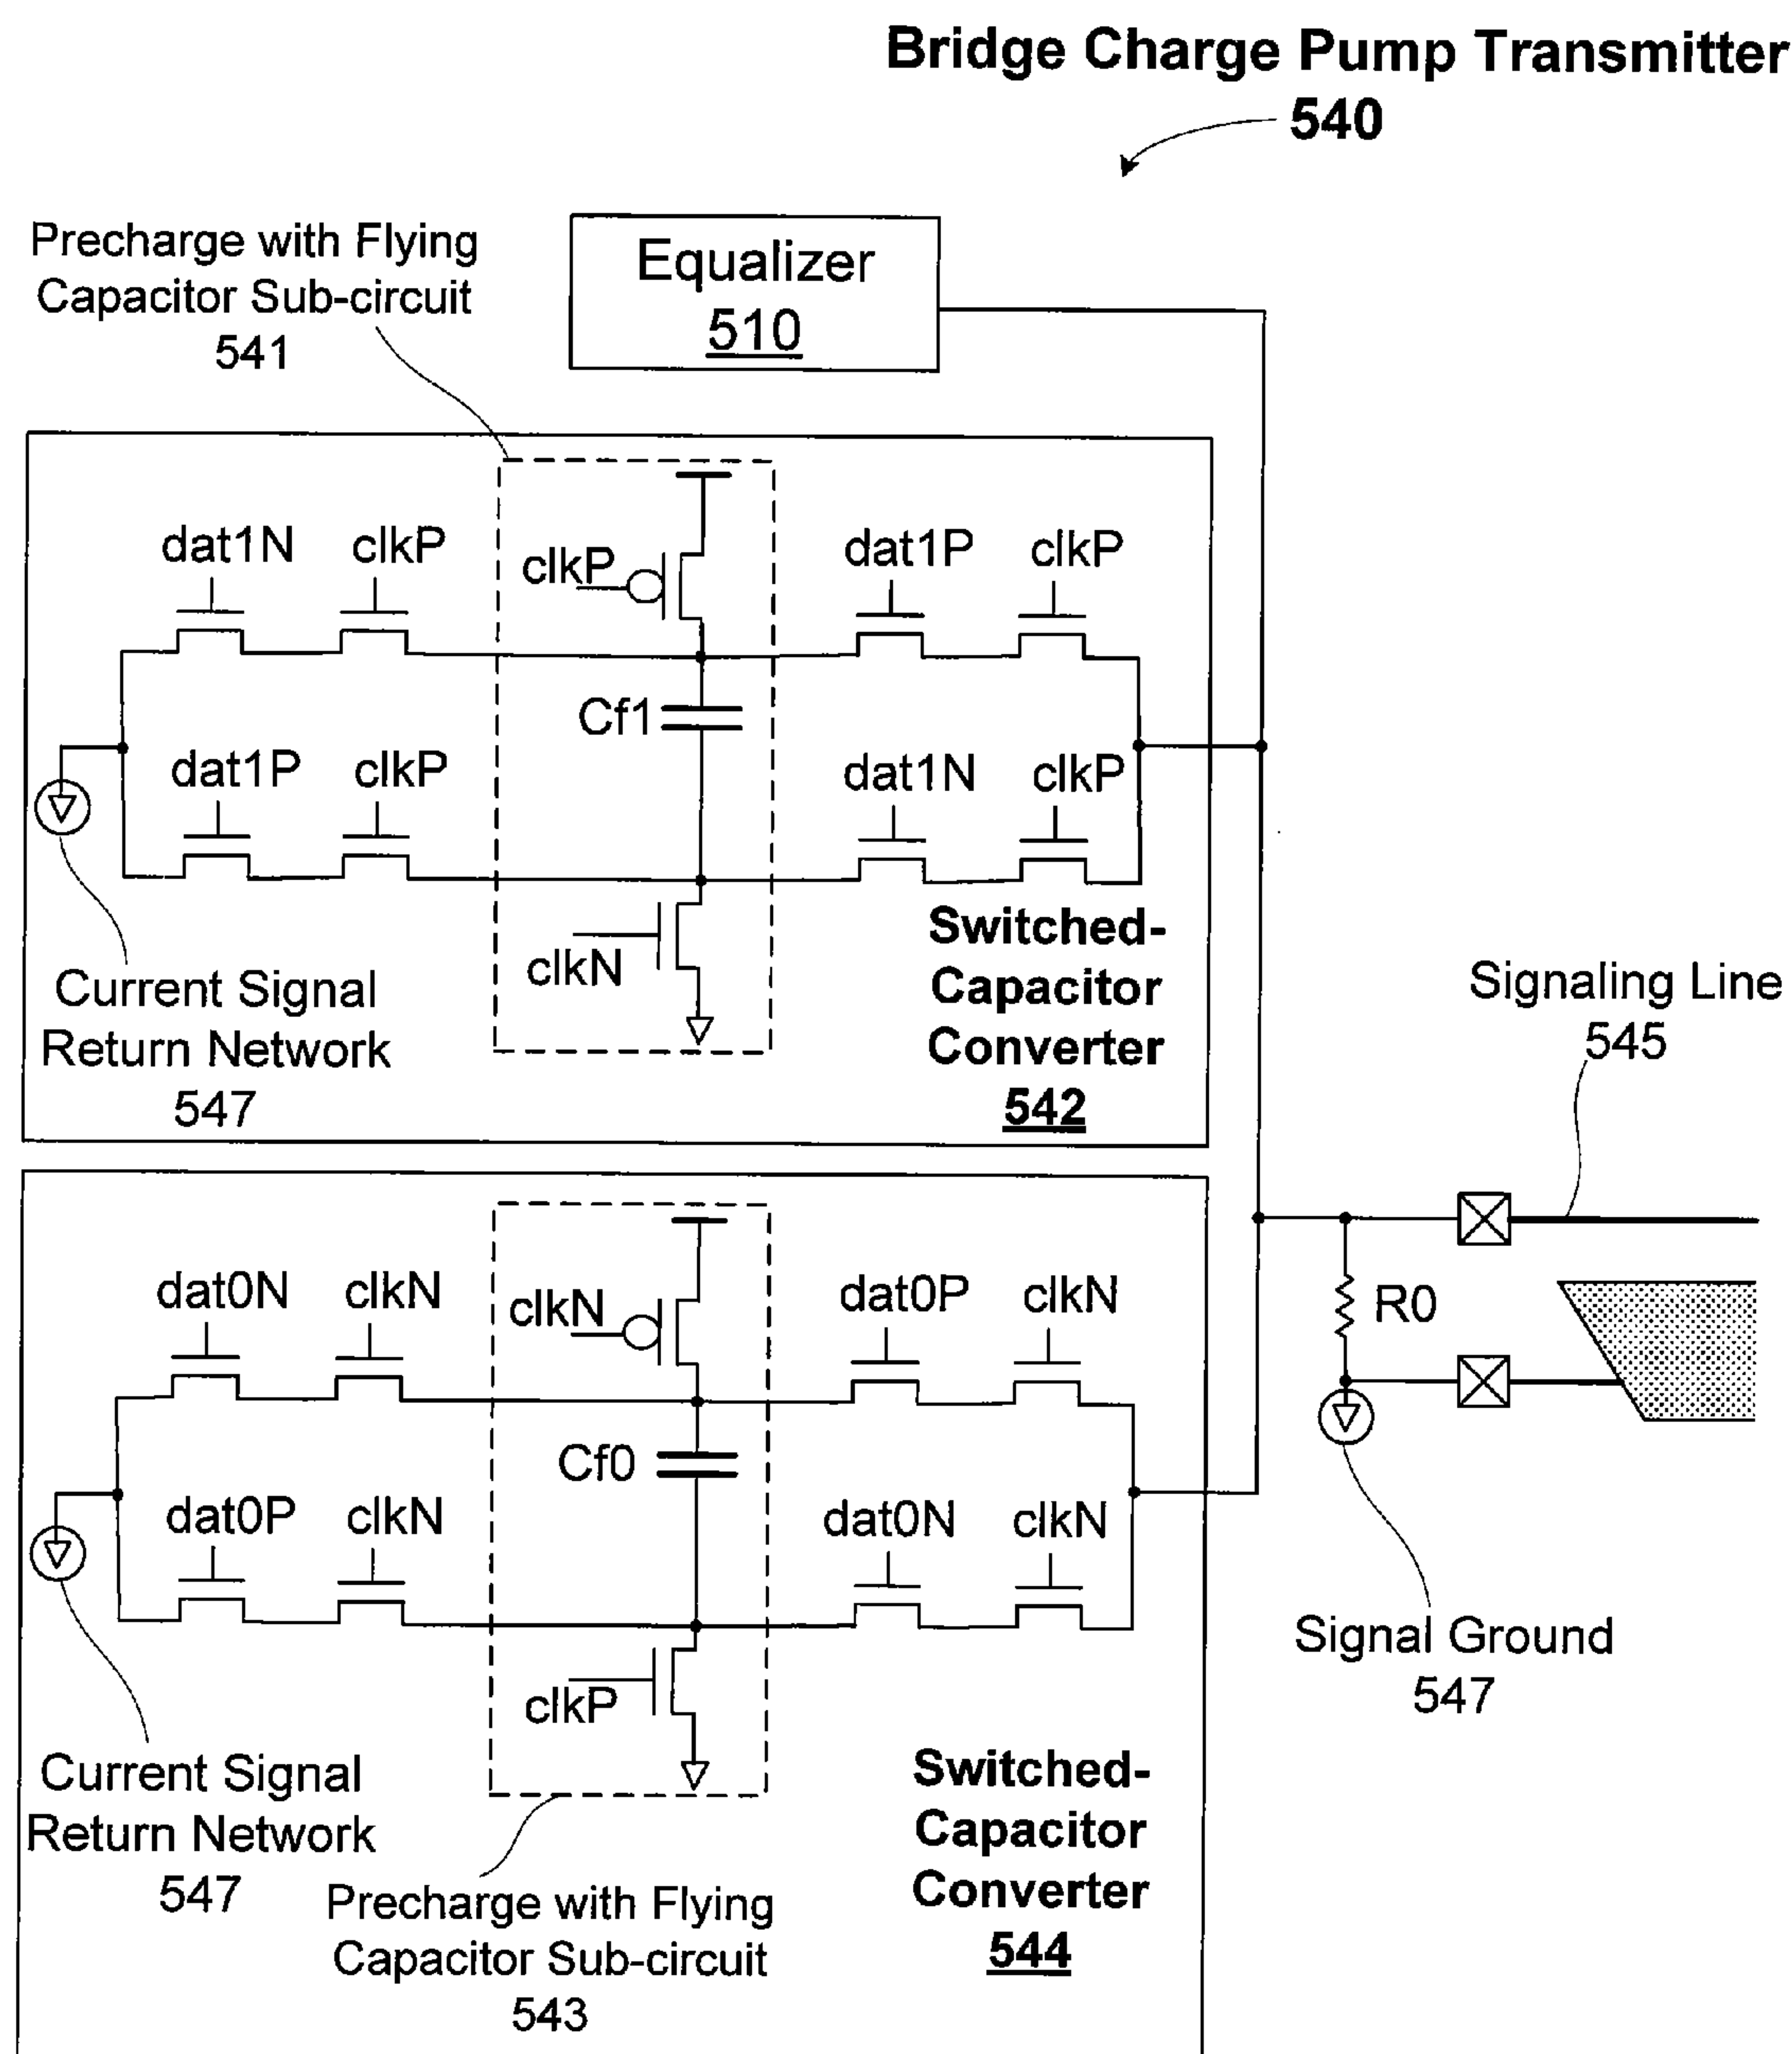 Bridge Charge Pump Transmitter
540
Precharge with Flying
Capacitor Sub-circuit
541
Equalizer
510
dat1N
clkP
clkP
dat1P
clkP
Cf1
dat1P
clkP
dat1N
clkP
clkN
Current Signal
Return Network
547
Switched-
Capacitor
Converter
542
Signaling Line
545
dat0N
clkN
clkN
dat0P
clkN
R0
Cf0
dat0P
clkN
dat0N
clkN
clkP
Signal Ground
547
Current Signal
Return Network
547
Switched-
Capacitor
Converter
544
Precharge with Flying
Capacitor Sub-circuit
543